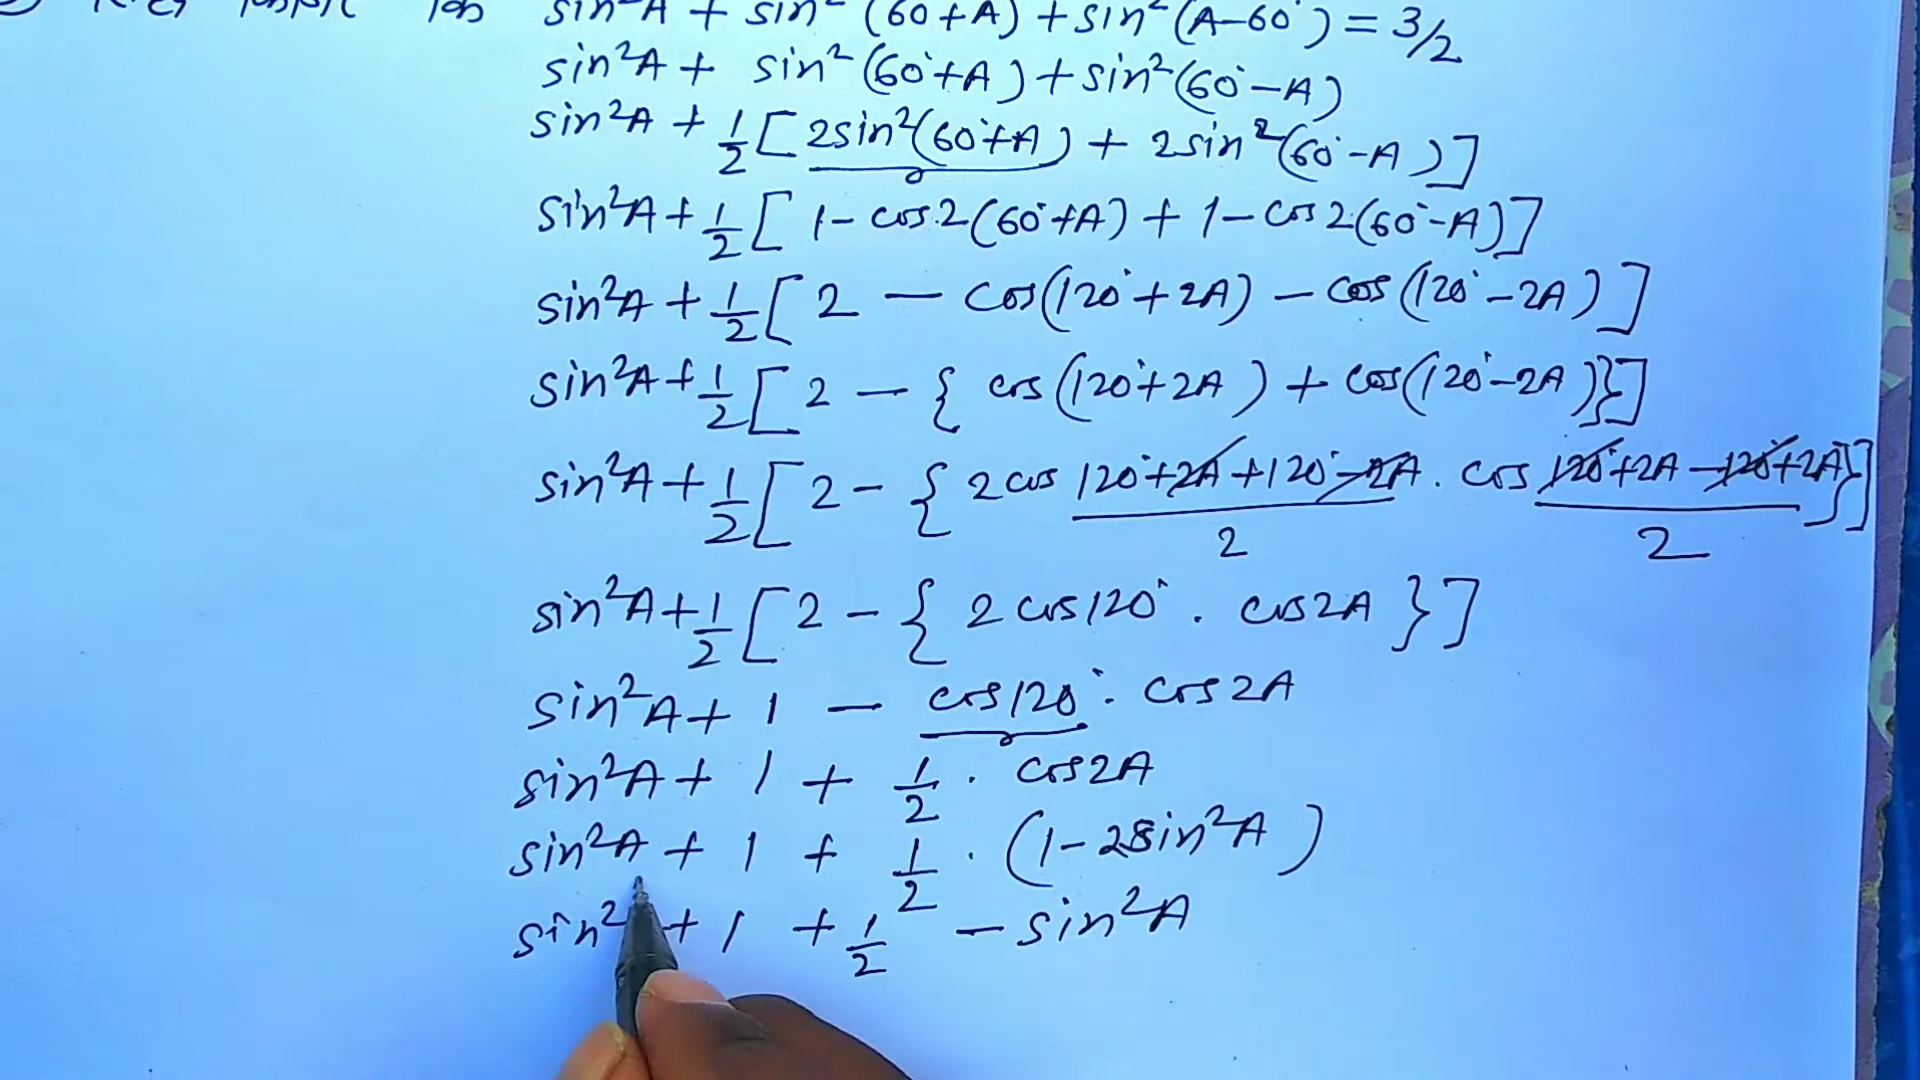 sin²A + sin²(60+A) + sin²(A-60°) = 3/2
sin²A + sin²(60°+A) + sin²(60°-A)
sin²A + 1/2 [2sin²(60°+A) + 2sin²(60°-A)]
sin²A + 1/2 [1 - cos2(60°+A) + 1 - cos2(60°-A)]
sin²A + 1/2 [2 - cos(120°+2A) - cos(120°-2A)]
sin²A + 1/2 [2 - {cos(120°+2A) + cos(120°-2A)}]
sin²A + 1/2 [2 - {2cos (120°+2A+120°-2A)/2 . cos (120°+2A-120°+2A)/2}]
sin²A + 1/2 [2 - {2cos120° . cos2A}]
sin²A + 1 - cos120° . cos2A
sin²A + 1 + 1/2 . cos2A
sin²A + 1 + 1/2 . (1-2sin²A)
sin² + 1 + 1/2 - sin²A